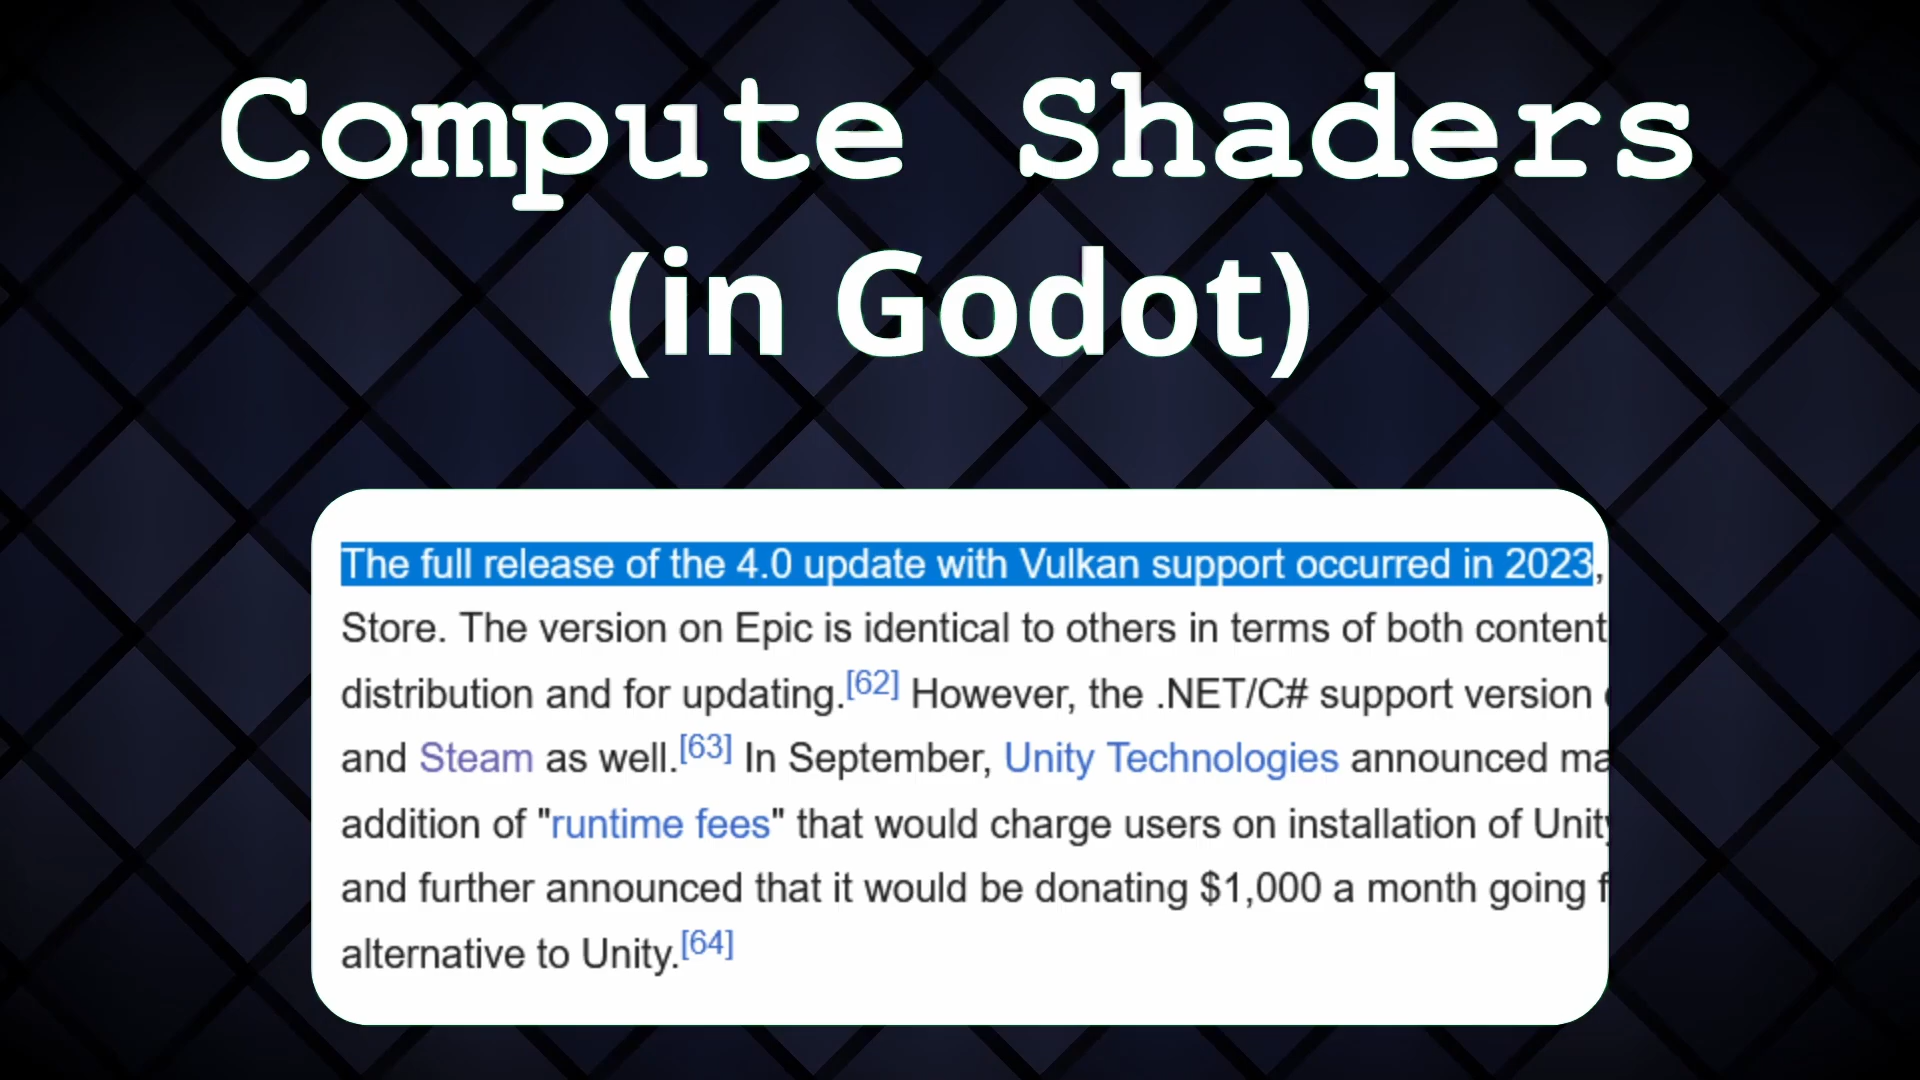 Compute Shaders
(in Godot)
The full release of the 4.0 update with Vulkan support occurred in 2023,
Store. The version on Epic is identical to others in terms of both content
distribution and for updating.[62] However, the .NET/C# support version
and Steam as well.[63] In September, Unity Technologies announced ma
addition of "runtime fees" that would charge users on installation of Unity
and further announced that it would be donating $1,000 a month going f
alternative to Unity.[64]